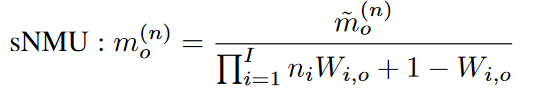 sNMU : $m_o^{(n)} = \frac{\tilde{m}_o^{(n)}}{\prod_{i=1}^{I} n_i W_{i,o} + 1 - W_{i,o}}$